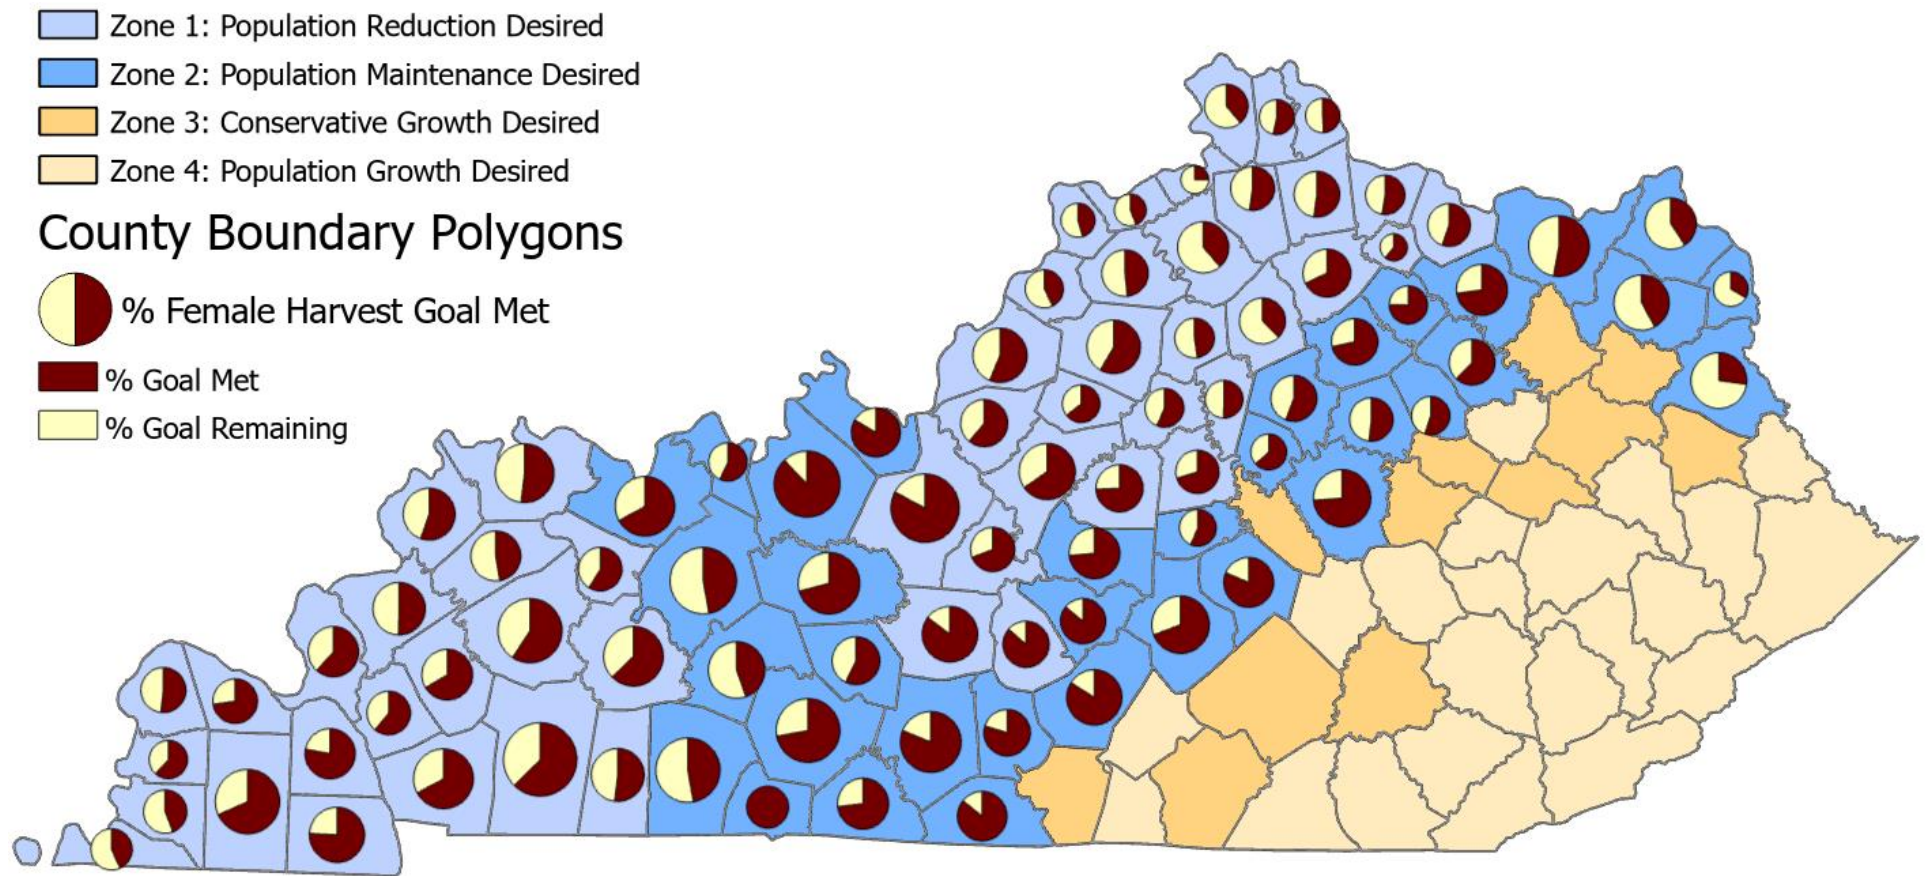 Zone 1: Population Reduction Desired
Zone 2: Population Maintenance Desired
Zone 3: Conservative Growth Desired
Zone 4: Population Growth Desired
County Boundary Polygons
% Female Harvest Goal Met
% Goal Met
% Goal Remaining